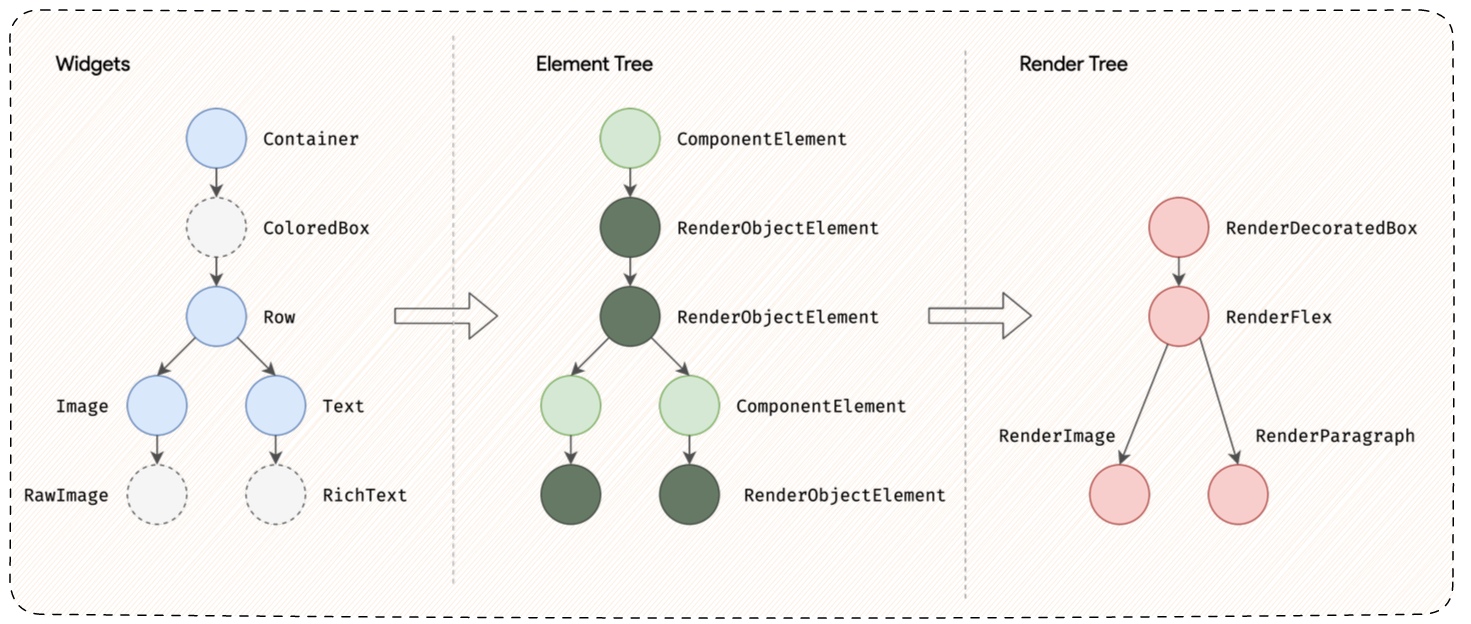 Widgets
Container
ColoredBox
Row
Image
Text
RawImage
RichText
Element Tree
ComponentElement
RenderObjectElement
RenderObjectElement
ComponentElement
RenderObjectElement
Render Tree
RenderDecoratedBox
RenderFlex
RenderImage
RenderParagraph